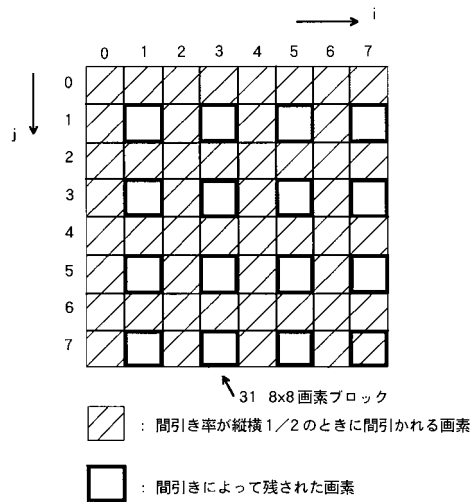 i
0 1 2 3 4 5 6 7
j
0
1
2
3
4
5
6
7
31 8x8画素ブロック
: 間引き率が縦横1/2のときに間引かれる画素
: 間引きによって残された画素